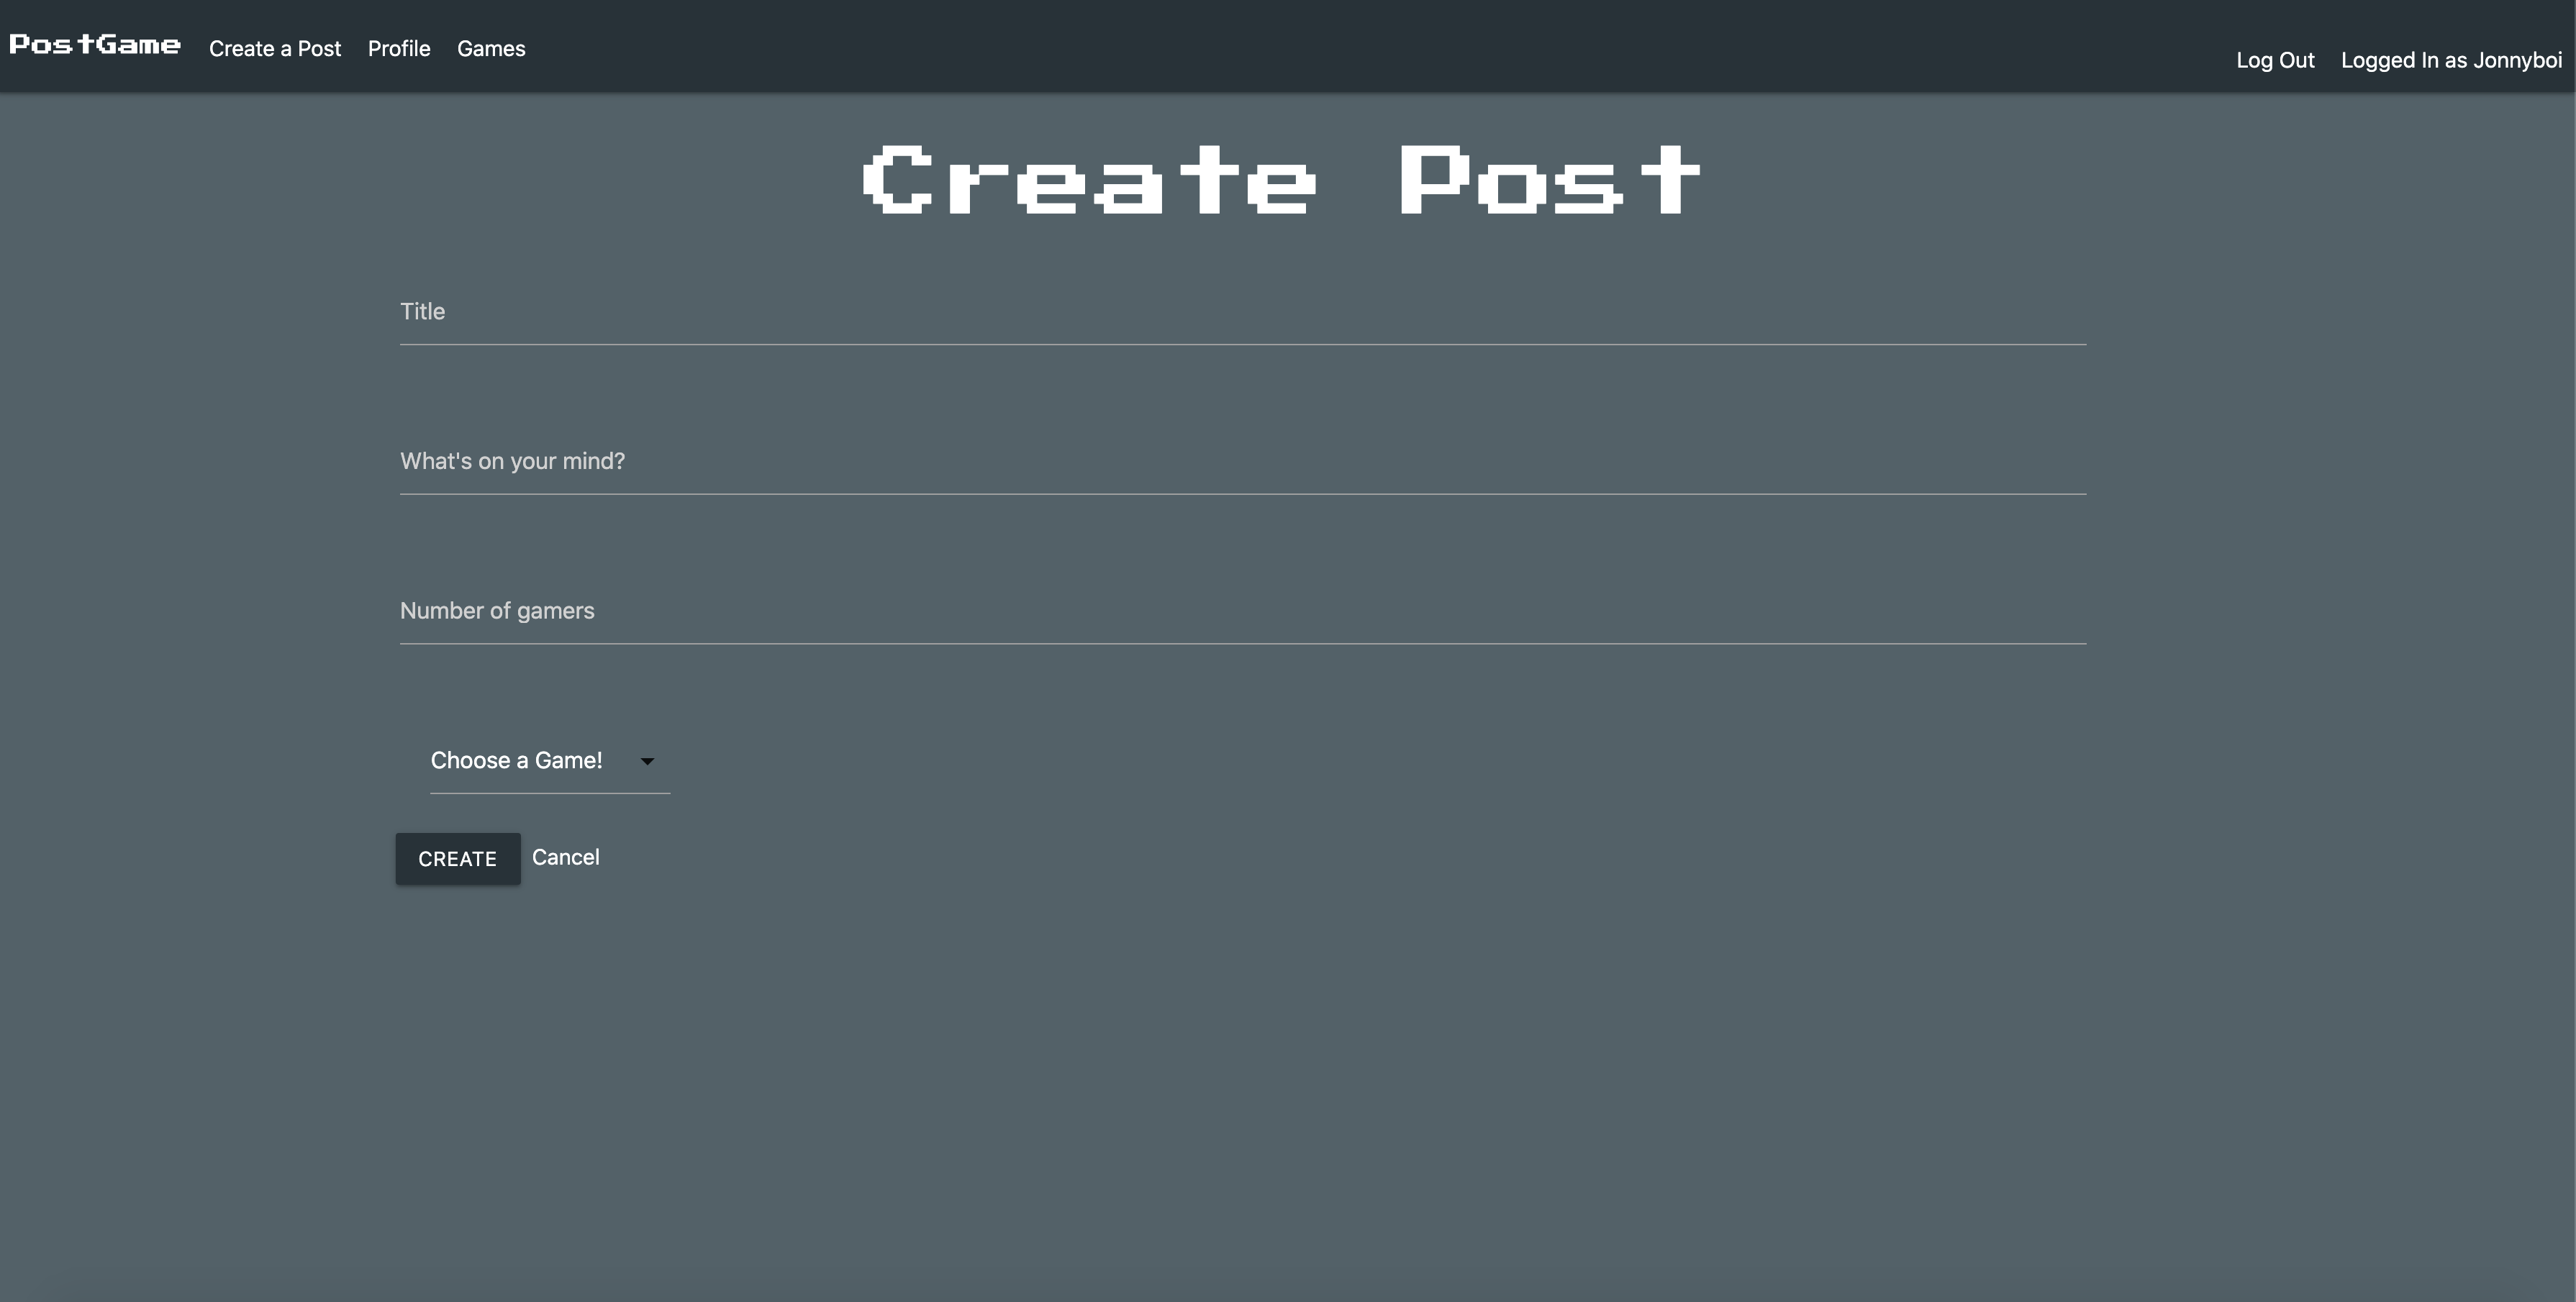 PostGame Create a Post Profile Games Log Out Logged In as Jonnyboi
Create Post
Title
What's on your mind?
Number of gamers
Choose a Game!
CREATE Cancel